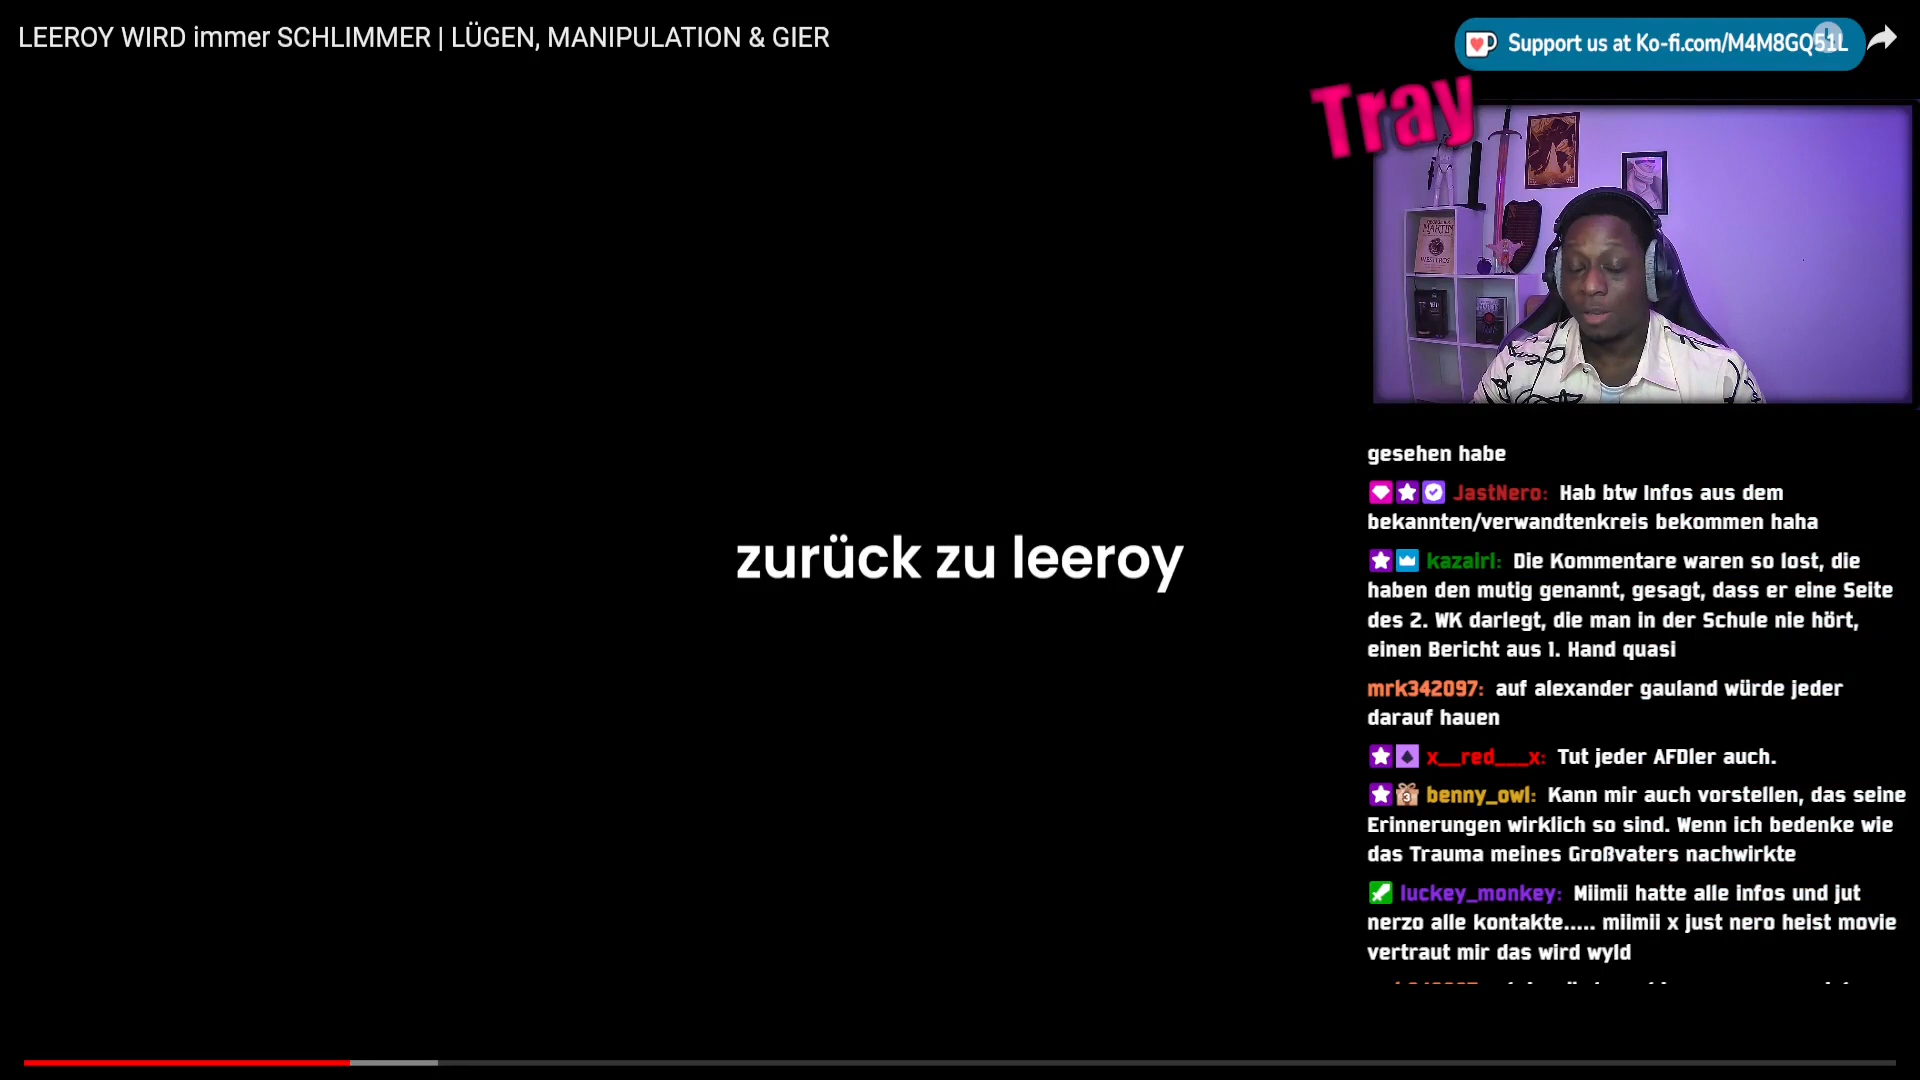 LEEROY WIRD immer SCHLIMMER | LÜGEN, MANIPULATION & GIER
Support us at Ko-fi.com/M4M8GQ51L
Tray
MARTIN
zurück zu leeroy
gesehen habe
JastNero: Hab btw Infos aus dem
bekannten/verwandtenkreis bekommen haha
kazairl: Die Kommentare waren so lost, die
haben den mutig genannt, gesagt, dass er eine Seite
des 2. WK darlegt, die man in der Schule nie hört,
einen Bericht aus 1. Hand quasi
mrk342097: auf alexander gauland würde jeder
darauf hauen
x__red___x: Tut jeder AFDler auch.
3 benny_owl: Kann mir auch vorstellen, das seine
Erinnerungen wirklich so sind. Wenn ich bedenke wie
das Trauma meines Großvaters nachwirkte
luckey_monkey: Miimii hatte alle infos und jut
nerzo alle kontakte..... miimii x just nero heist movie
vertraut mir das wird wyld